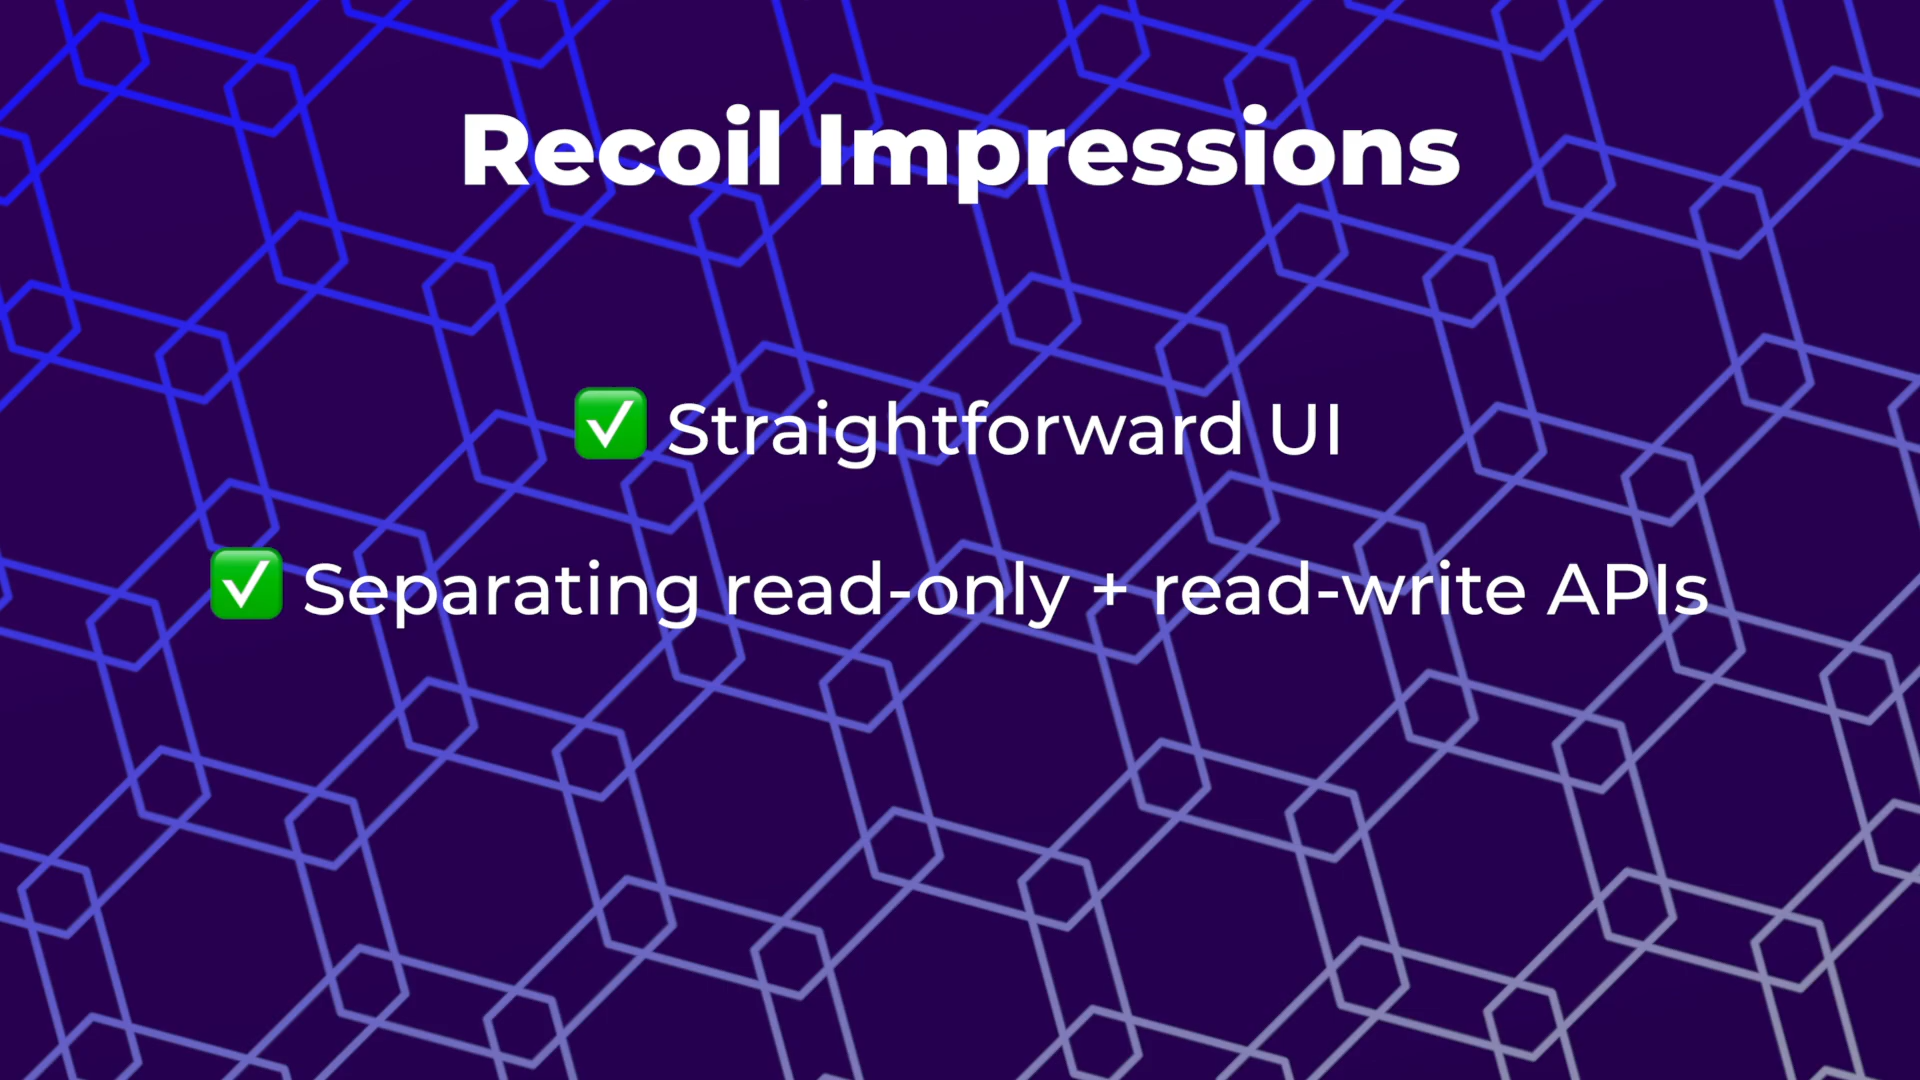 Recoil Impressions
✅ Straightforward UI
✅ Separating read-only + read-write APIs